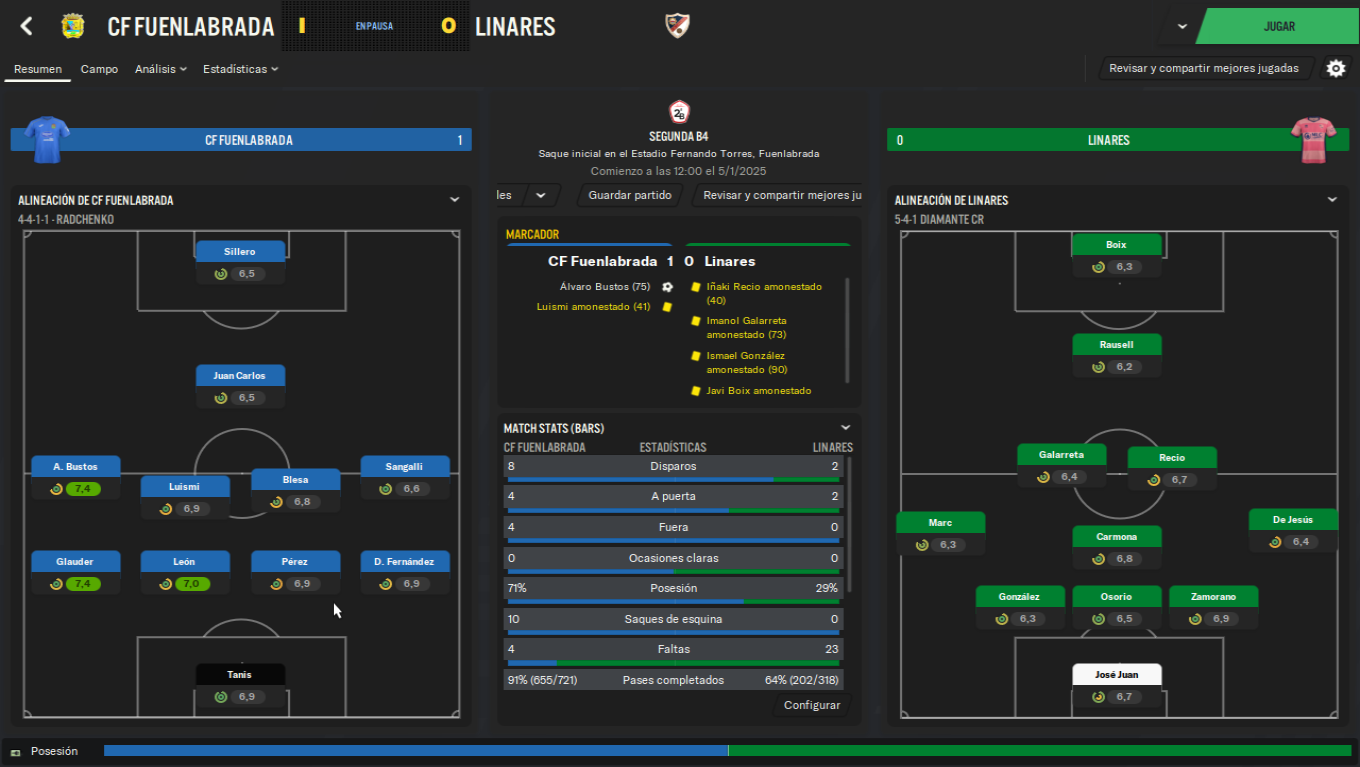 CF FUENLABRADA 1 EN PAUSA 0 LINARES
JUGAR
Resumen Campo Análisis Estadísticas
Revisar y compartir mejores jugadas
CF FUENLABRADA 1
ALINEACIÓN DE CF FUENLABRADA
4-4-1-1 - RADCHENKO
Sillero
6,5
Juan Carlos
6,5
A. Bustos
7,4
Luismi
6,9
Blesa
6,8
Sangalli
6,6
Glauder
7,4
León
7,0
Pérez
6,9
D. Fernández
6,9
Tanis
6,9
2ªB
SEGUNDA B4
Saque inicial en el Estadio Fernando Torres, Fuenlabrada
Comienzo a las 12:00 el 5/1/2025
les Guardar partido Revisar y compartir mejores ju
MARCADOR
CF Fuenlabrada 1 0 Linares
Álvaro Bustos (75)
Luismi amonestado (41)
Iñaki Recio amonestado
(40)
Imanol Galarreta
amonestado (73)
Ismael González
amonestado (90)
Javi Boix amonestado
MATCH STATS (BARS)
CF FUENLABRADA ESTADÍSTICAS LINARES
8 Disparos 2
4 A puerta 2
4 Fuera 0
0 Ocasiones claras 0
71% Posesión 29%
10 Saques de esquina 0
4 Faltas 23
91% (655/721) Pases completados 64% (202/318)
Configurar
0 LINARES
ALINEACIÓN DE LINARES
5-4-1 DIAMANTE CR
Boix
6,3
Rausell
6,2
Galarreta
6,4
Recio
6,7
Marc
6,3
Carmona
6,8
De Jesús
6,4
González
6,3
Osorio
6,5
Zamorano
6,9
José Juan
6,7
Posesión